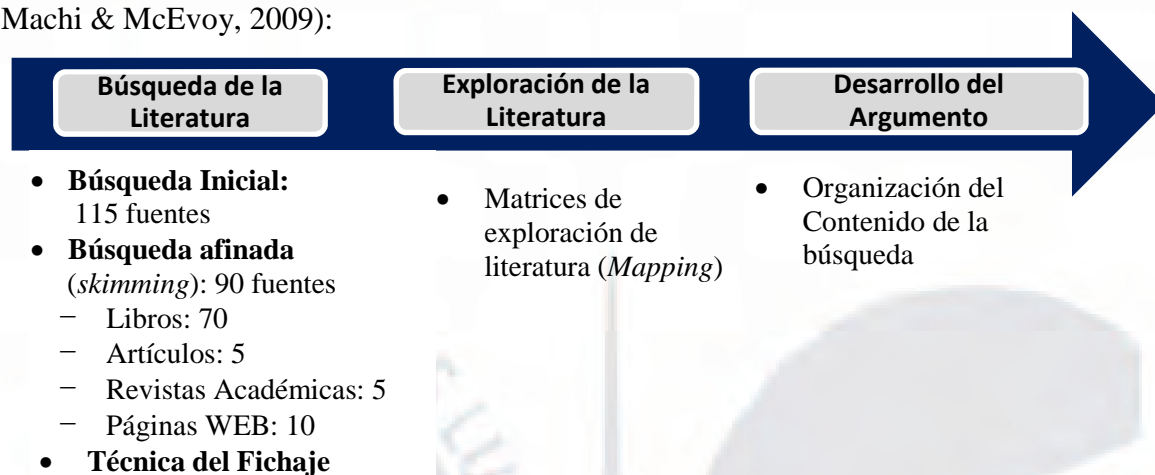 Machi & McEvoy, 2009):
Búsqueda de la
Literatura
Exploración de la
Literatura
Desarrollo del
Argumento
• Búsqueda Inicial:
115 fuentes
• Búsqueda afinada
(skimming): 90 fuentes
− Libros: 70
− Artículos: 5
− Revistas Académicas: 5
− Páginas WEB: 10
• Técnica del Fichaje
• Matrices de
exploración de
literatura (Mapping)
• Organización del
Contenido de la
búsqueda